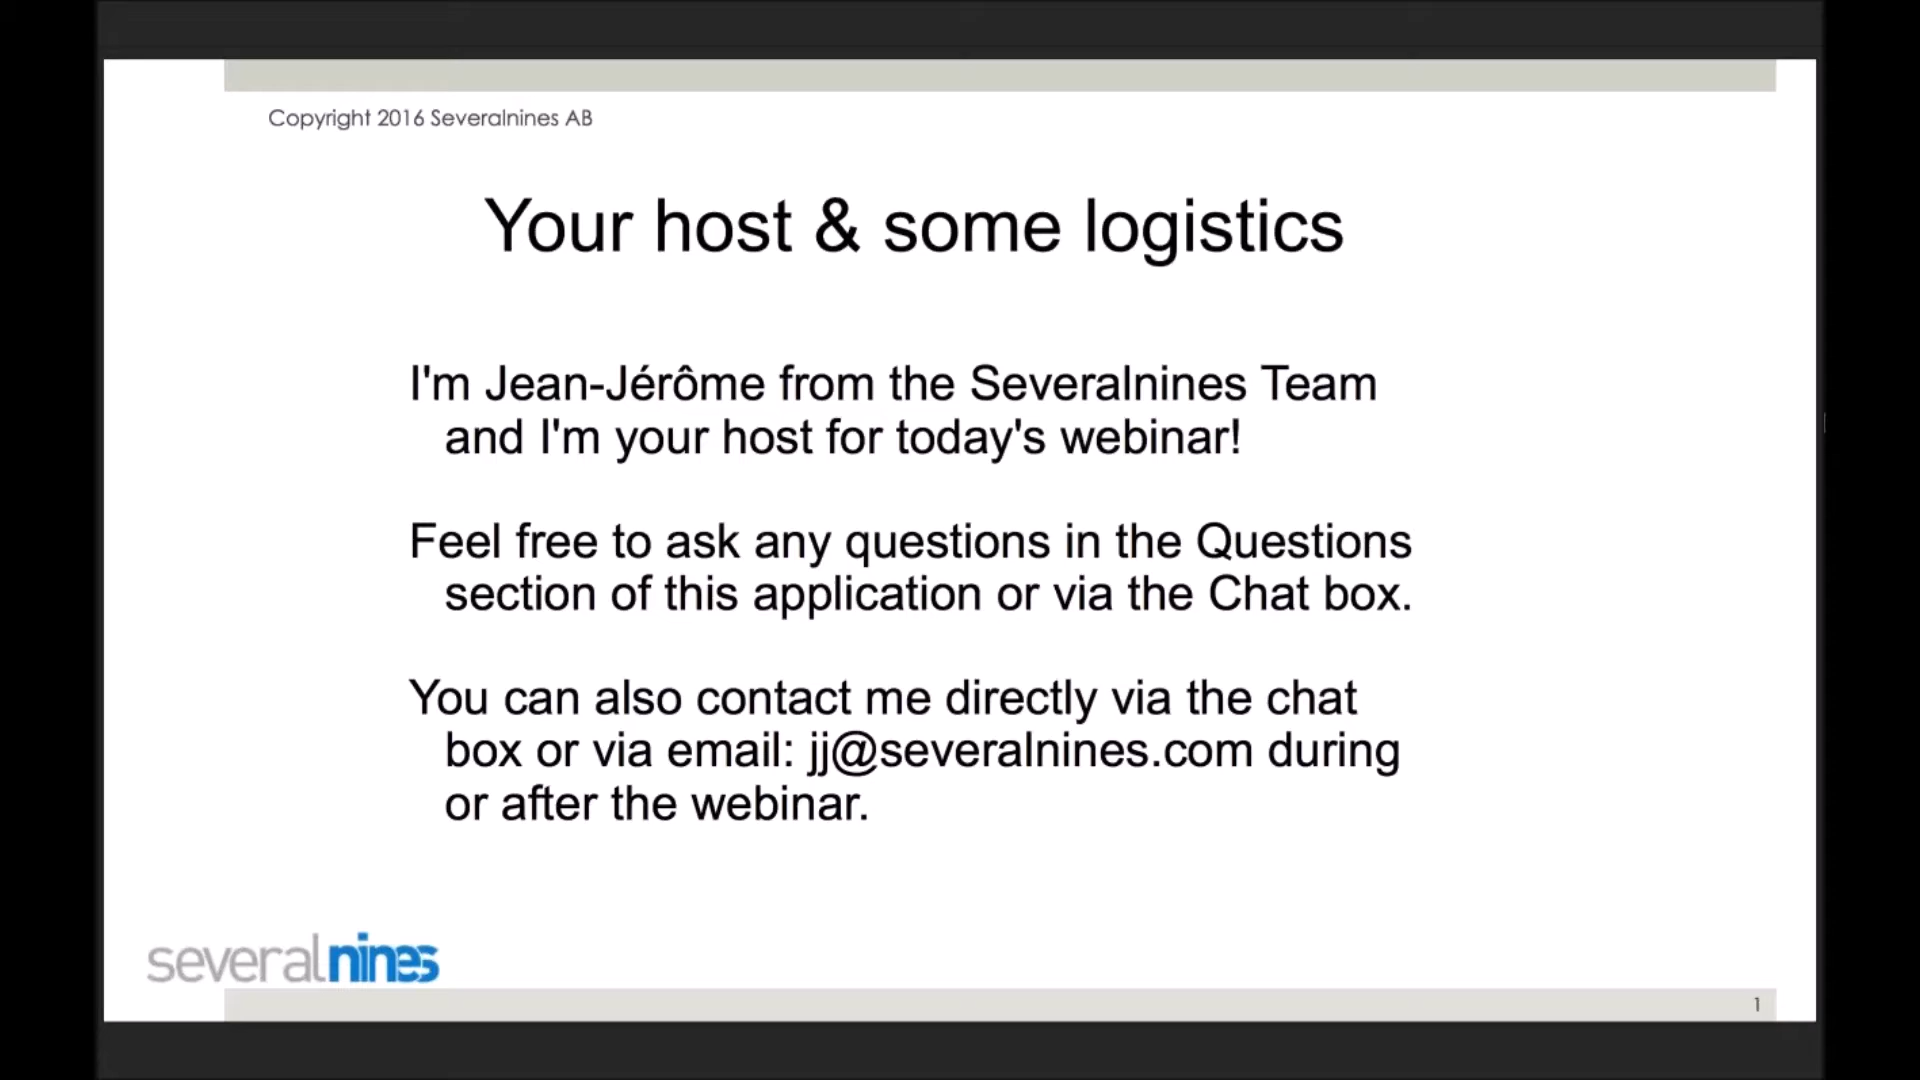 Copyright 2016 Severalnines AB
Your host & some logistics
I'm Jean-Jérôme from the Severalnines Team
and I'm your host for today's webinar!
Feel free to ask any questions in the Questions
section of this application or via the Chat box.
You can also contact me directly via the chat
box or via email: jj@severalnines.com during
or after the webinar.
severalnines
1